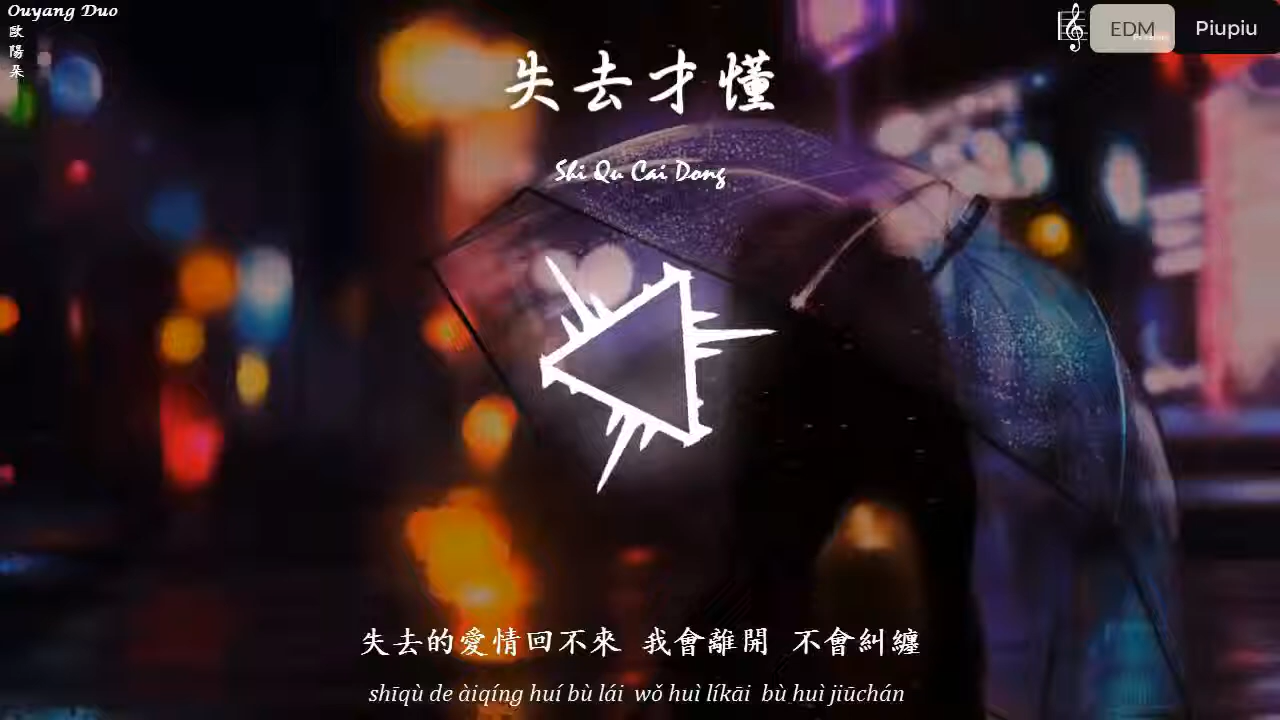 Ouyang Duo
歐陽朵
EDM
Piupiu
失去才懂
Shi Qu Cai Dong
失去的愛情回不來 我會離開 不會糾纏
shīqù de àiqíng huí bù lái wǒ huì líkāi bù huì jiūchán